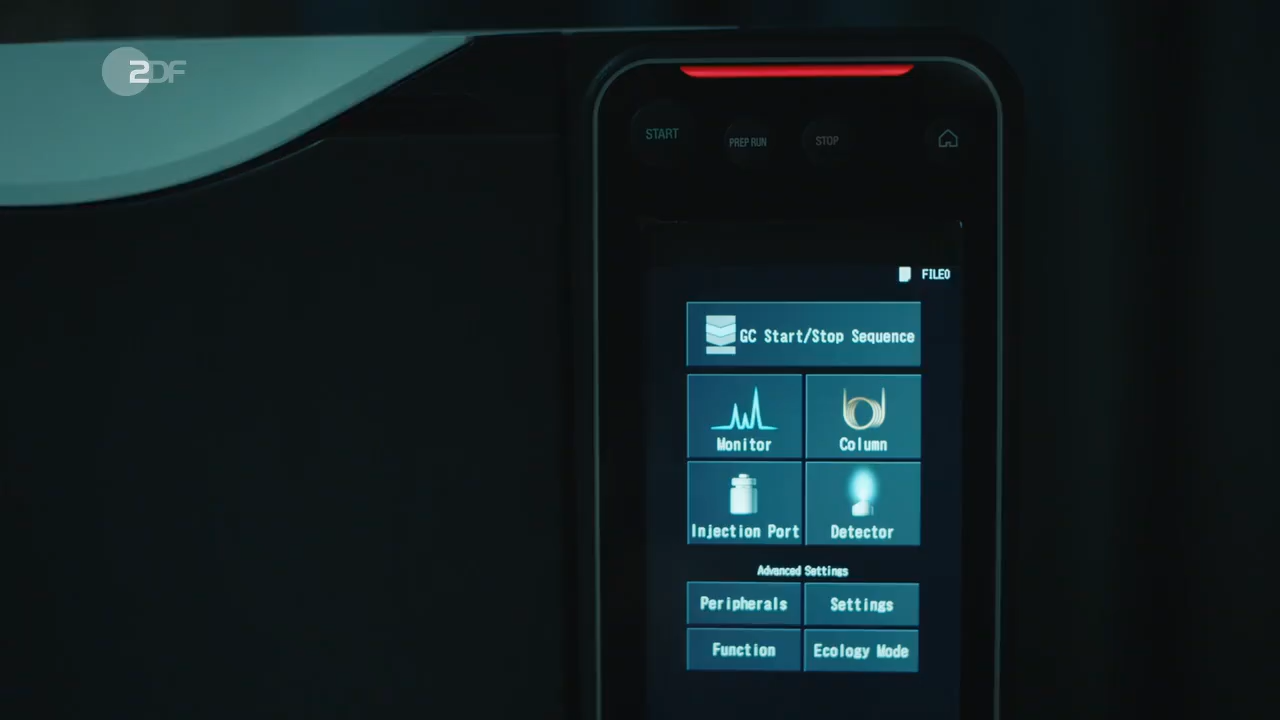 ZDF
START
PREP RUN
STOP
FILE0
GC Start/Stop Sequence
Monitor
Column
Injection Port
Detector
Advanced Settings
Peripherals
Settings
Function
Ecology Mode